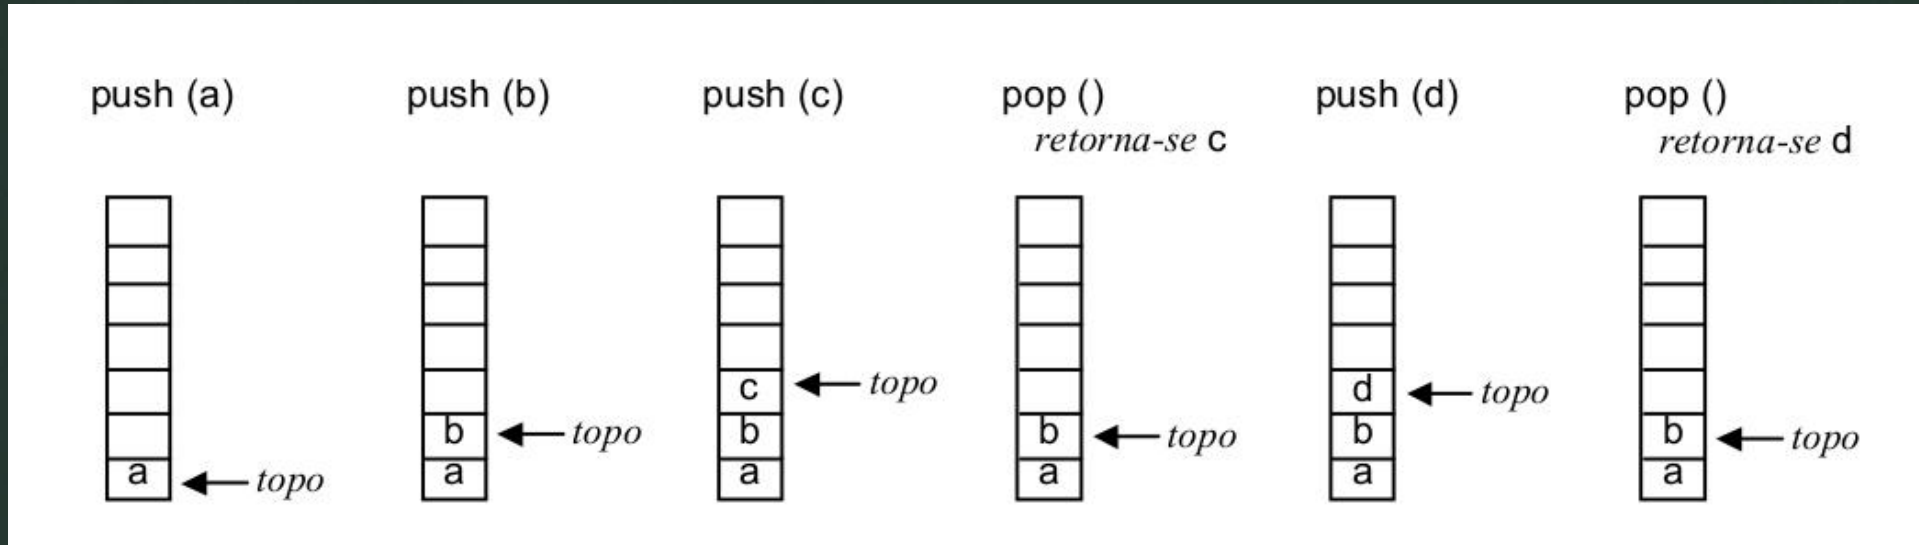 push (a)
push (b)
push (c)
pop ()
retorna-se c
push (d)
pop ()
retorna-se d
a
topo
b
topo
a
c
topo
b
a
b
topo
a
d
topo
b
a
b
topo
a